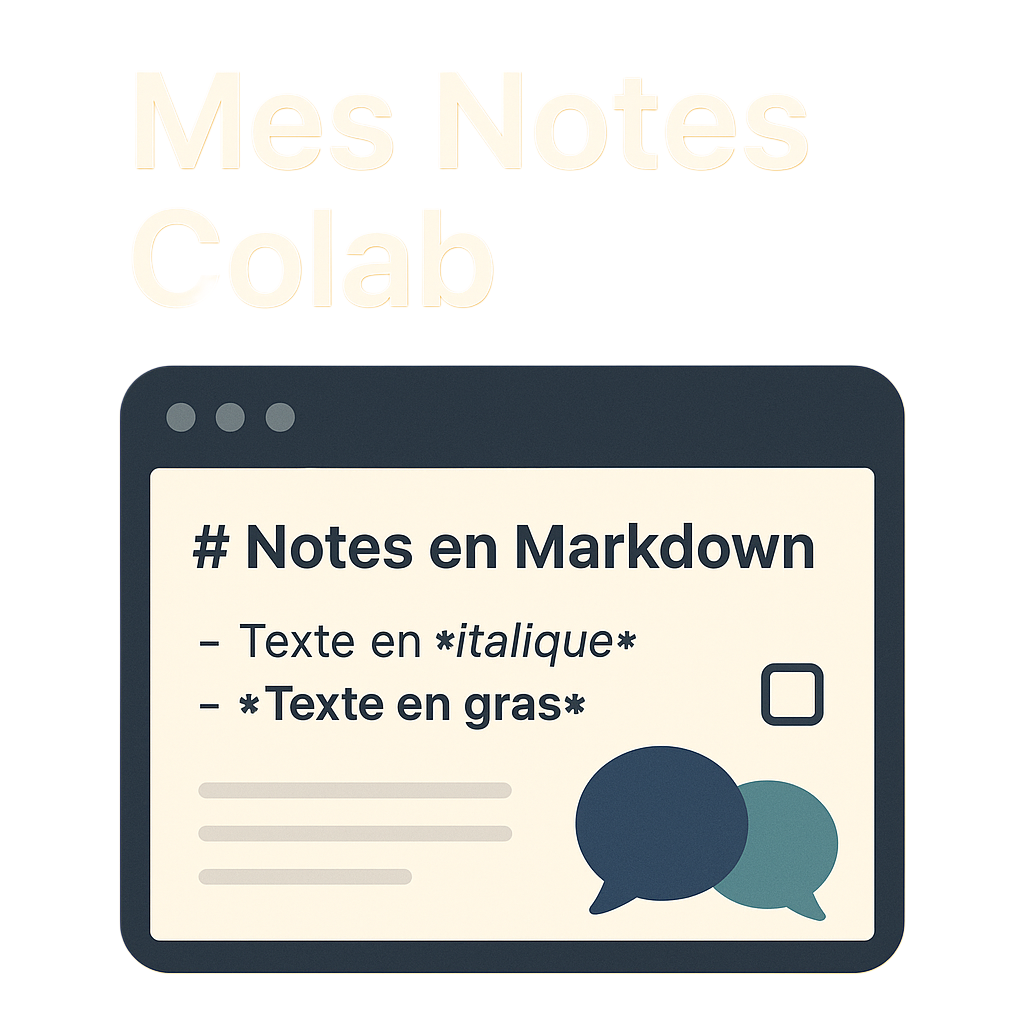 Mes Notes
Colab
# Notes en Markdown
- Texte en *italique*
- *Texte en gras*